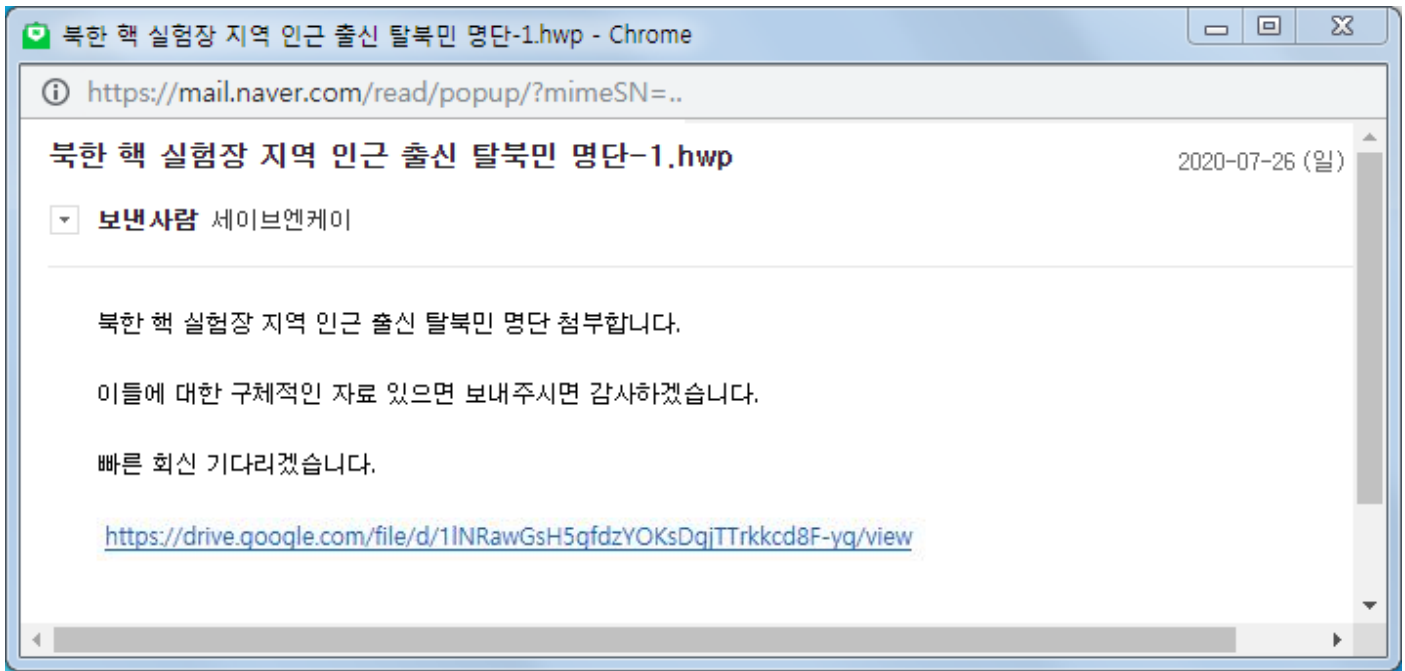 북한 핵 실험장 지역 인근 출신 탈북민 명단-1.hwp - Chrome
https://mail.naver.com/read/popup/?mimeSN=..
북한 핵 실험장 지역 인근 출신 탈북민 명단-1.hwp
2020-07-26 (일)
보낸사람 세이브엔케이
북한 핵 실험장 지역 인근 출신 탈북민 명단 첨부합니다.
이들에 대한 구체적인 자료 있으면 보내주시면 감사하겠습니다.
빠른 회신 기다리겠습니다.
https://drive.google.com/file/d/1lNRawGsH5gfdzYOKsDqjTTrkkcd8F-yq/view